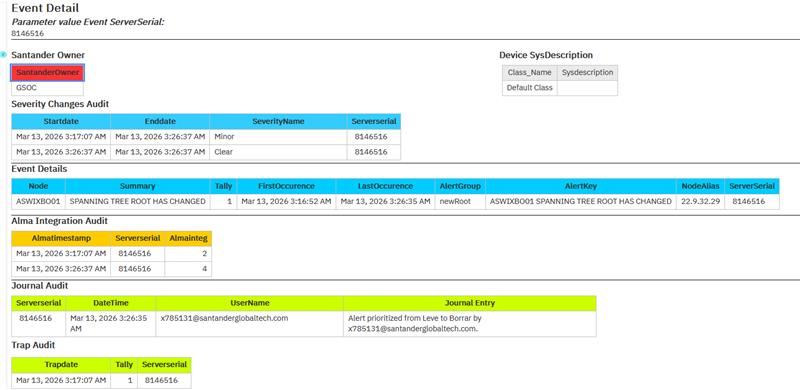 Event Detail
Parameter value Event ServerSerial:
8146516
Santander Owner
SantanderOwner
GSOC
Device SysDescription
Class_Name Sysdescription
Default Class
Severity Changes Audit
Startdate Enddate SeverityName Serverserial
Mar 13, 2026 3:17:07 AM Mar 13, 2026 3:26:37 AM Minor 8146516
Mar 13, 2026 3:26:37 AM Mar 13, 2026 3:26:37 AM Clear 8146516
Event Details
Node Summary Tally FirstOccurence LastOccurence AlertGroup AlertKey NodeAlias ServerSerial
ASWIXBO01 SPANNING TREE ROOT HAS CHANGED 1 Mar 13, 2026 3:16:52 AM Mar 13, 2026 3:26:35 AM newRoot ASWIXBO01 SPANNING TREE ROOT HAS CHANGED 22.9.32.29 8146516
Alma Integration Audit
Almatimestamp Serverserial Almainteg
Mar 13, 2026 3:17:07 AM 8146516 2
Mar 13, 2026 3:26:37 AM 8146516 4
Journal Audit
Serverserial DateTime UserName Journal Entry
8146516 Mar 13, 2026 3:26:35 AM x785131@santanderglobaltech.com Alert prioritized from Leve to Borrar by
x785131@santanderglobaltech.com.
Trap Audit
Trapdate Tally Serverserial
Mar 13, 2026 3:17:07 AM 1 8146516